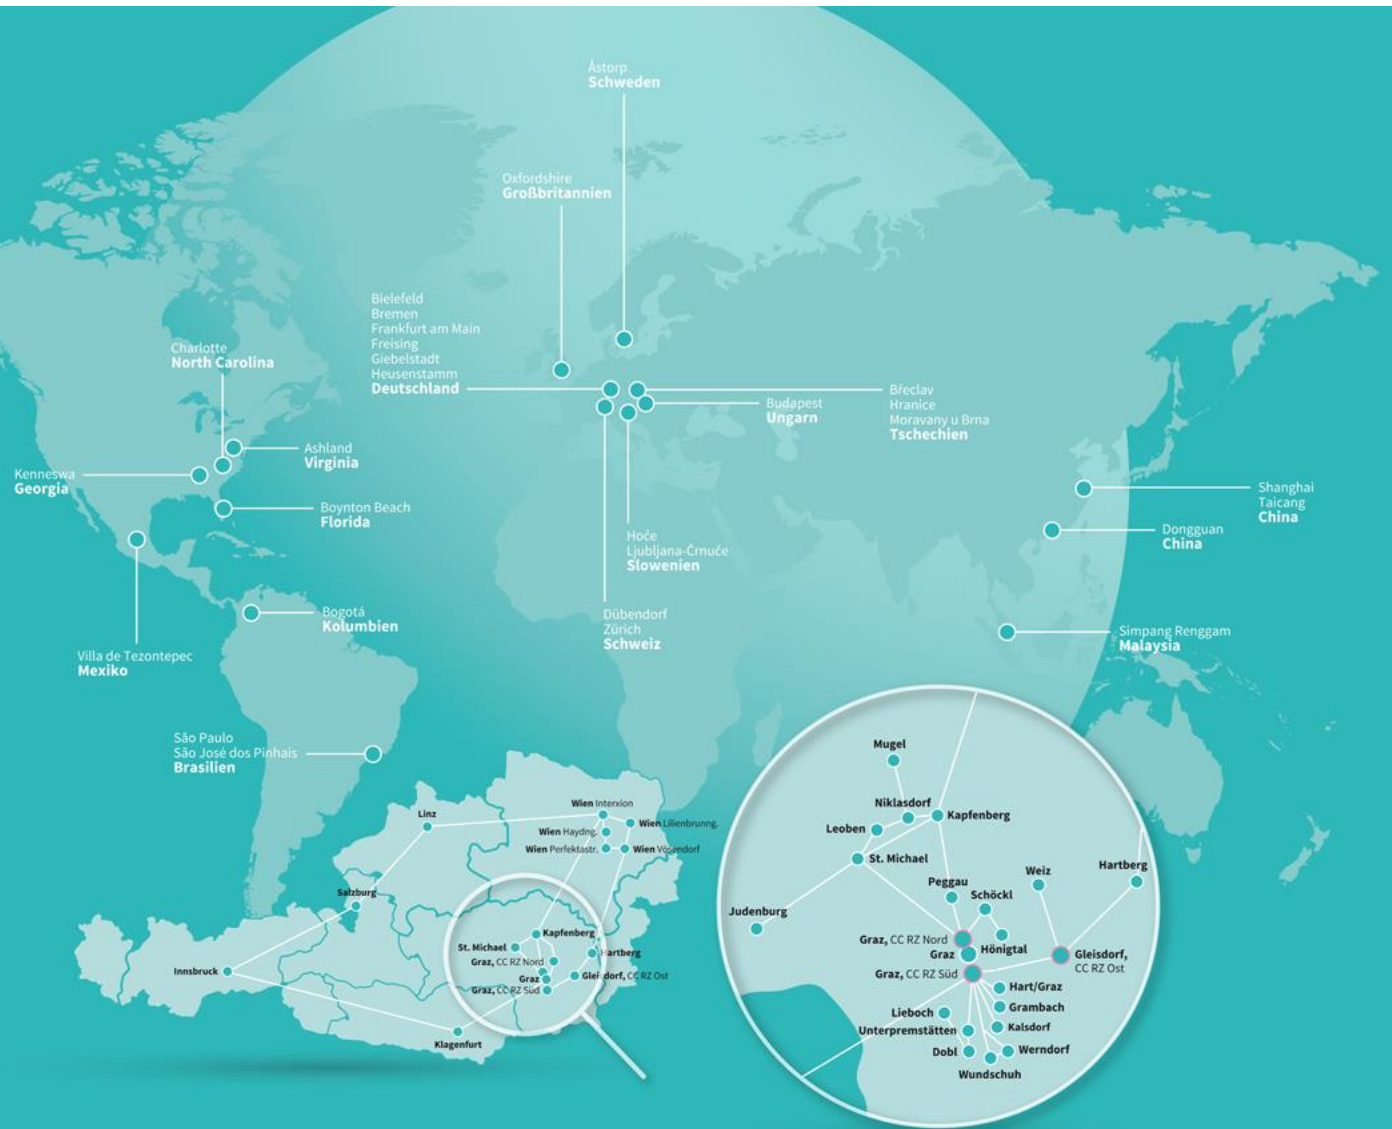 Åstorp
Schweden
Oxfordshire
Großbritannien
Bielefeld
Bremen
Frankfurt am Main
Freising
Giebelstadt
Heusenstamm
Deutschland
Charlotte
North Carolina
Ashland
Virginia
Kenneswa
Georgia
Boynton Beach
Florida
Budapest
Ungarn
Břeclav
Hranice
Moravany u Brna
Tschechien
Shanghai
Taicang
China
Dongguan
China
Hoče
Ljubljana-Črnuče
Slowenien
Dübendorf
Zürich
Schweiz
Bogotá
Kolumbien
Villa de Tezontepec
Mexiko
Simpang Renggam
Malaysia
São Paulo
São José dos Pinhais
Brasilien
Linz
Wien Interxion
Wien Lilienbrunng.
Wien Haydng.
Wien Perfektastr.
Wien Vösendorf
Salzburg
Kapfenberg
St. Michael
Hartberg
Graz, CC RZ Nord
Graz
Gleisdorf, CC RZ Ost
Graz, CC RZ Süd
Innsbruck
Klagenfurt
Mugel
Niklasdorf
Kapfenberg
Leoben
St. Michael
Hartberg
Weiz
Peggau
Schöckl
Judenburg
Graz, CC RZ Nord
Hönigtal
Graz
Gleisdorf,
CC RZ Ost
Graz, CC RZ Süd
Hart/Graz
Grambach
Lieboch
Kalsdorf
Unterpremstätten
Dobl
Werndorf
Wundschuh